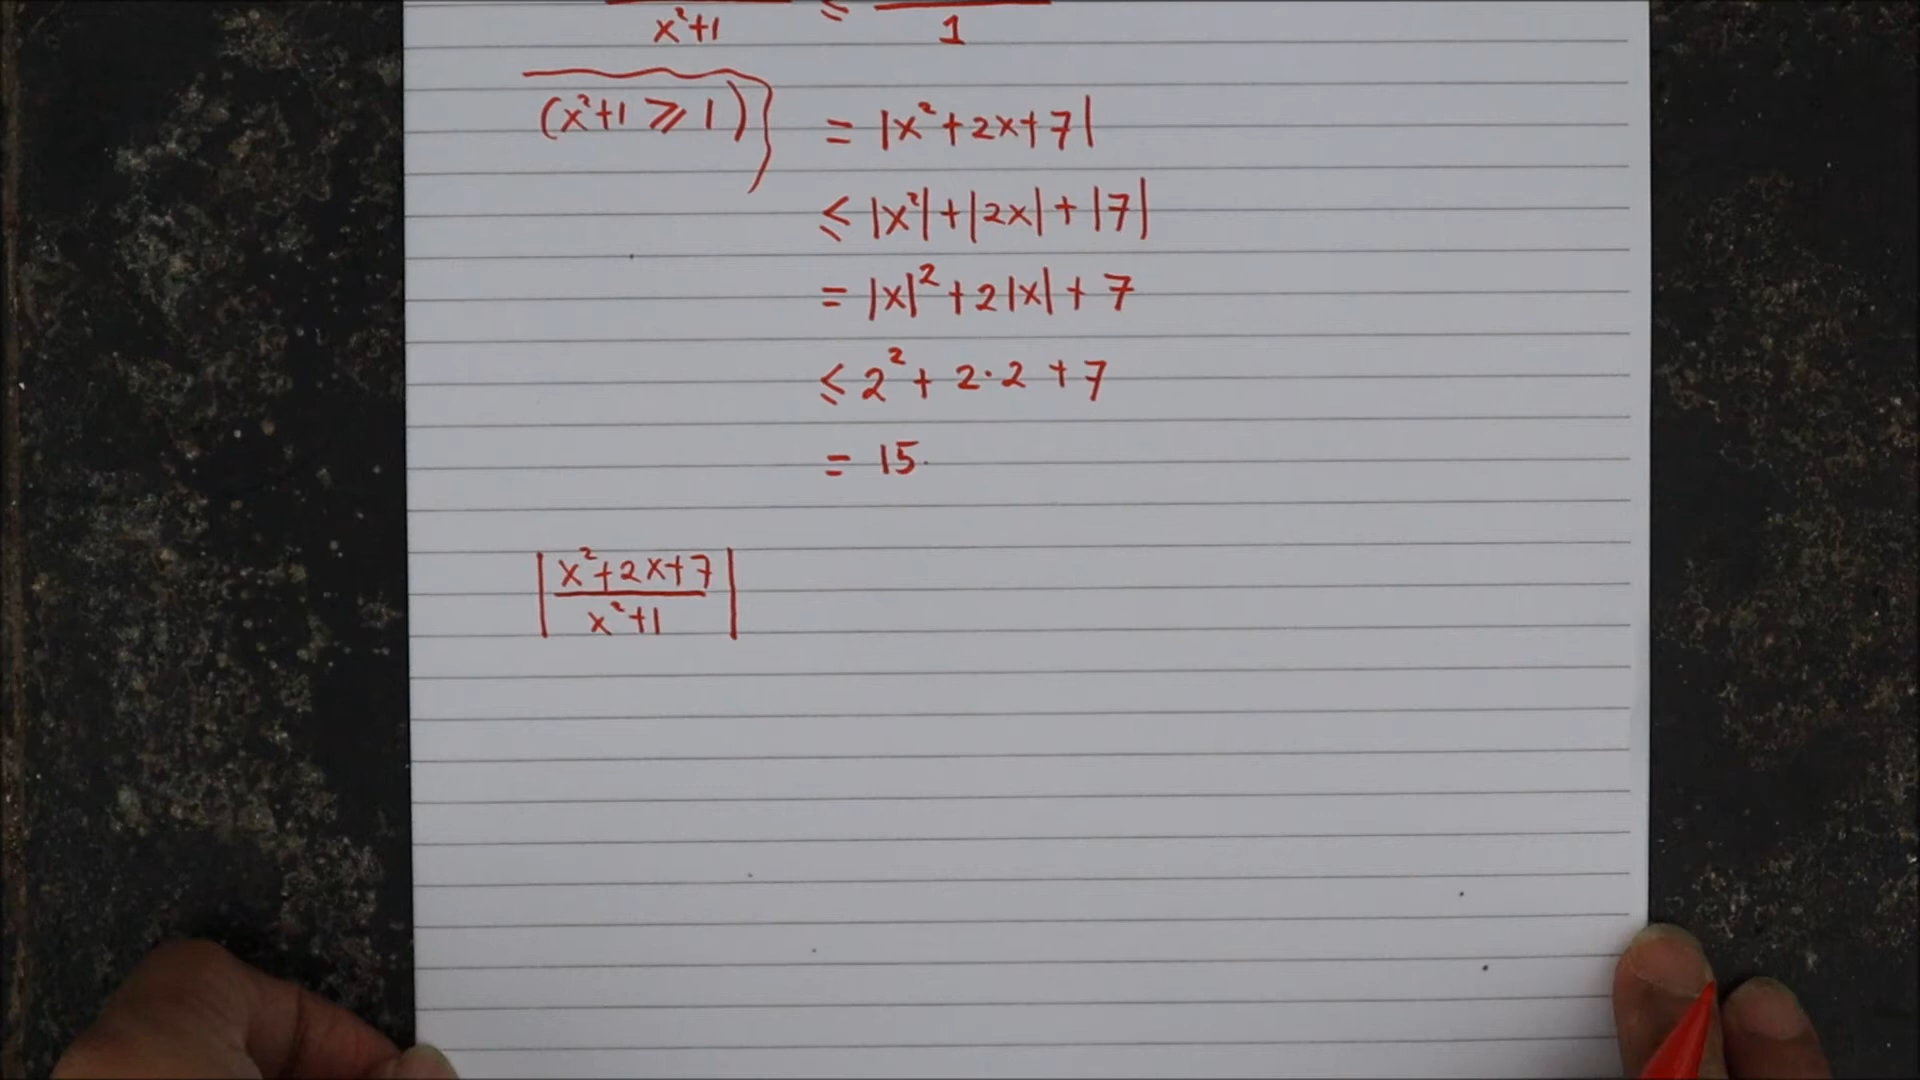 x²+1 ≤ 1
(x²+1 ⩾ 1) = |x²+2x+7|
≤ |x²|+|2x|+|7|
= |x|²+2|x|+7
≤ 2²+2·2+7
= 15.
|x²+2x+7|
x²+1